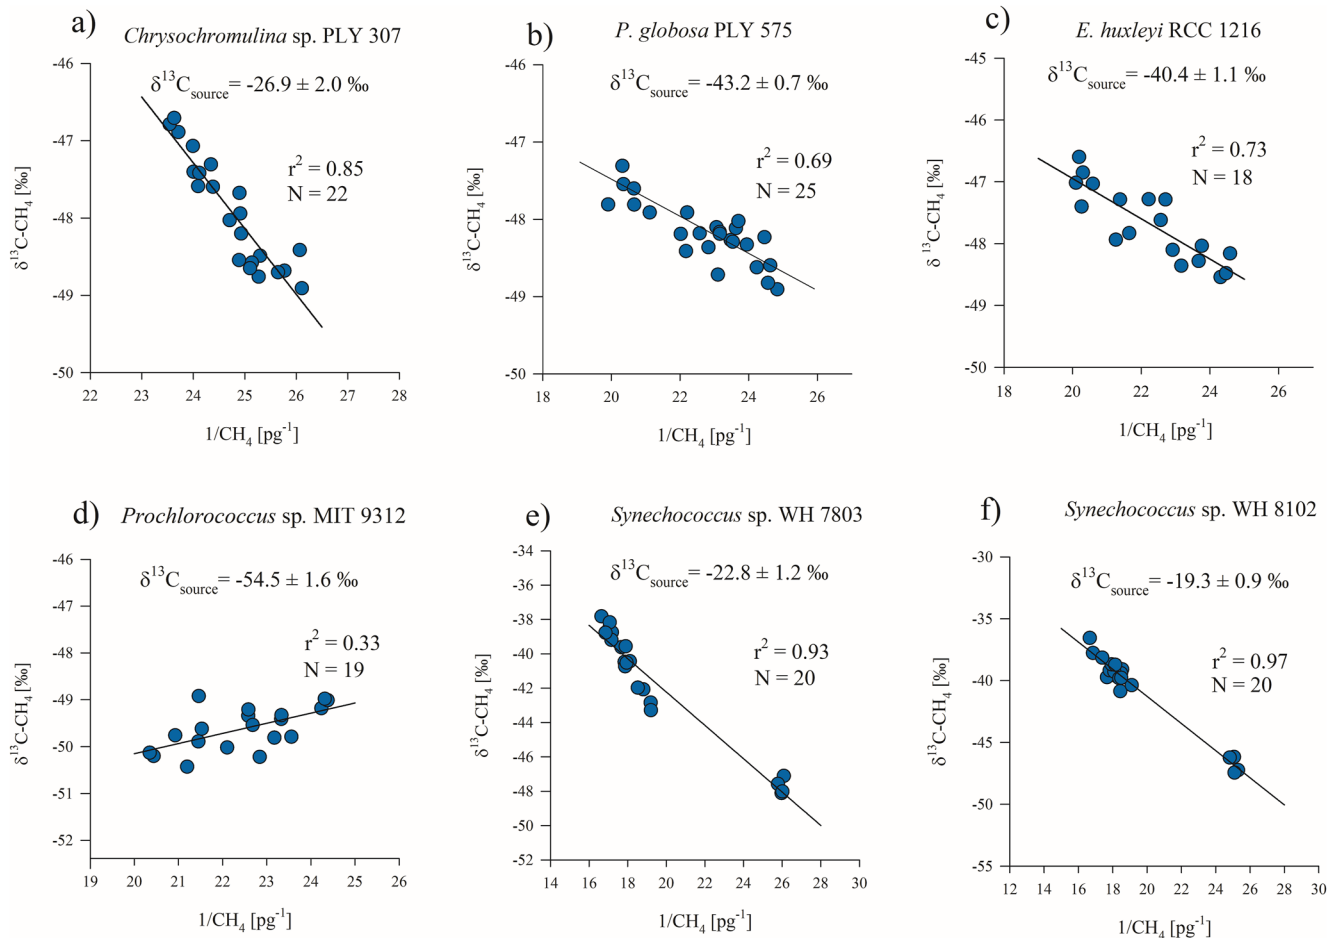 a)
Chrysochromulina sp. PLY 307
δ13Csource= -26.9 ± 2.0 ‰
r2 = 0.85
N = 22
δ13C-CH4 [‰]
-46
-47
-48
-49
-50
22 23 24 25 26 27 28
1/CH4 [pg-1]
b)
P. globosa PLY 575
δ13Csource= -43.2 ± 0.7 ‰
r2 = 0.69
N = 25
δ13C-CH4 [‰]
-46
-47
-48
-49
-50
18 20 22 24 26
1/CH4 [pg-1]
c)
E. huxleyi RCC 1216
δ13Csource= -40.4 ± 1.1 ‰
r2 = 0.73
N = 18
δ13C-CH4 [‰]
-45
-46
-47
-48
-49
-50
18 20 22 24 26
1/CH4 [pg-1]
d)
Prochlorococcus sp. MIT 9312
δ13Csource= -54.5 ± 1.6 ‰
r2 = 0.33
N = 19
δ13C-CH4 [‰]
-46
-47
-48
-49
-50
-51
-52
19 20 21 22 23 24 25 26
1/CH4 [pg-1]
e)
Synechococcus sp. WH 7803
δ13Csource= -22.8 ± 1.2 ‰
r2 = 0.93
N = 20
δ13C-CH4 [‰]
-34
-36
-38
-40
-42
-44
-46
-48
-50
-52
14 16 18 20 22 24 26 28 30
1/CH4 [pg-1]
f)
Synechococcus sp. WH 8102
δ13Csource= -19.3 ± 0.9 ‰
r2 = 0.97
N = 20
δ13C-CH4 [‰]
-30
-35
-40
-45
-50
-55
12 14 16 18 20 22 24 26 28 30
1/CH4 [pg-1]